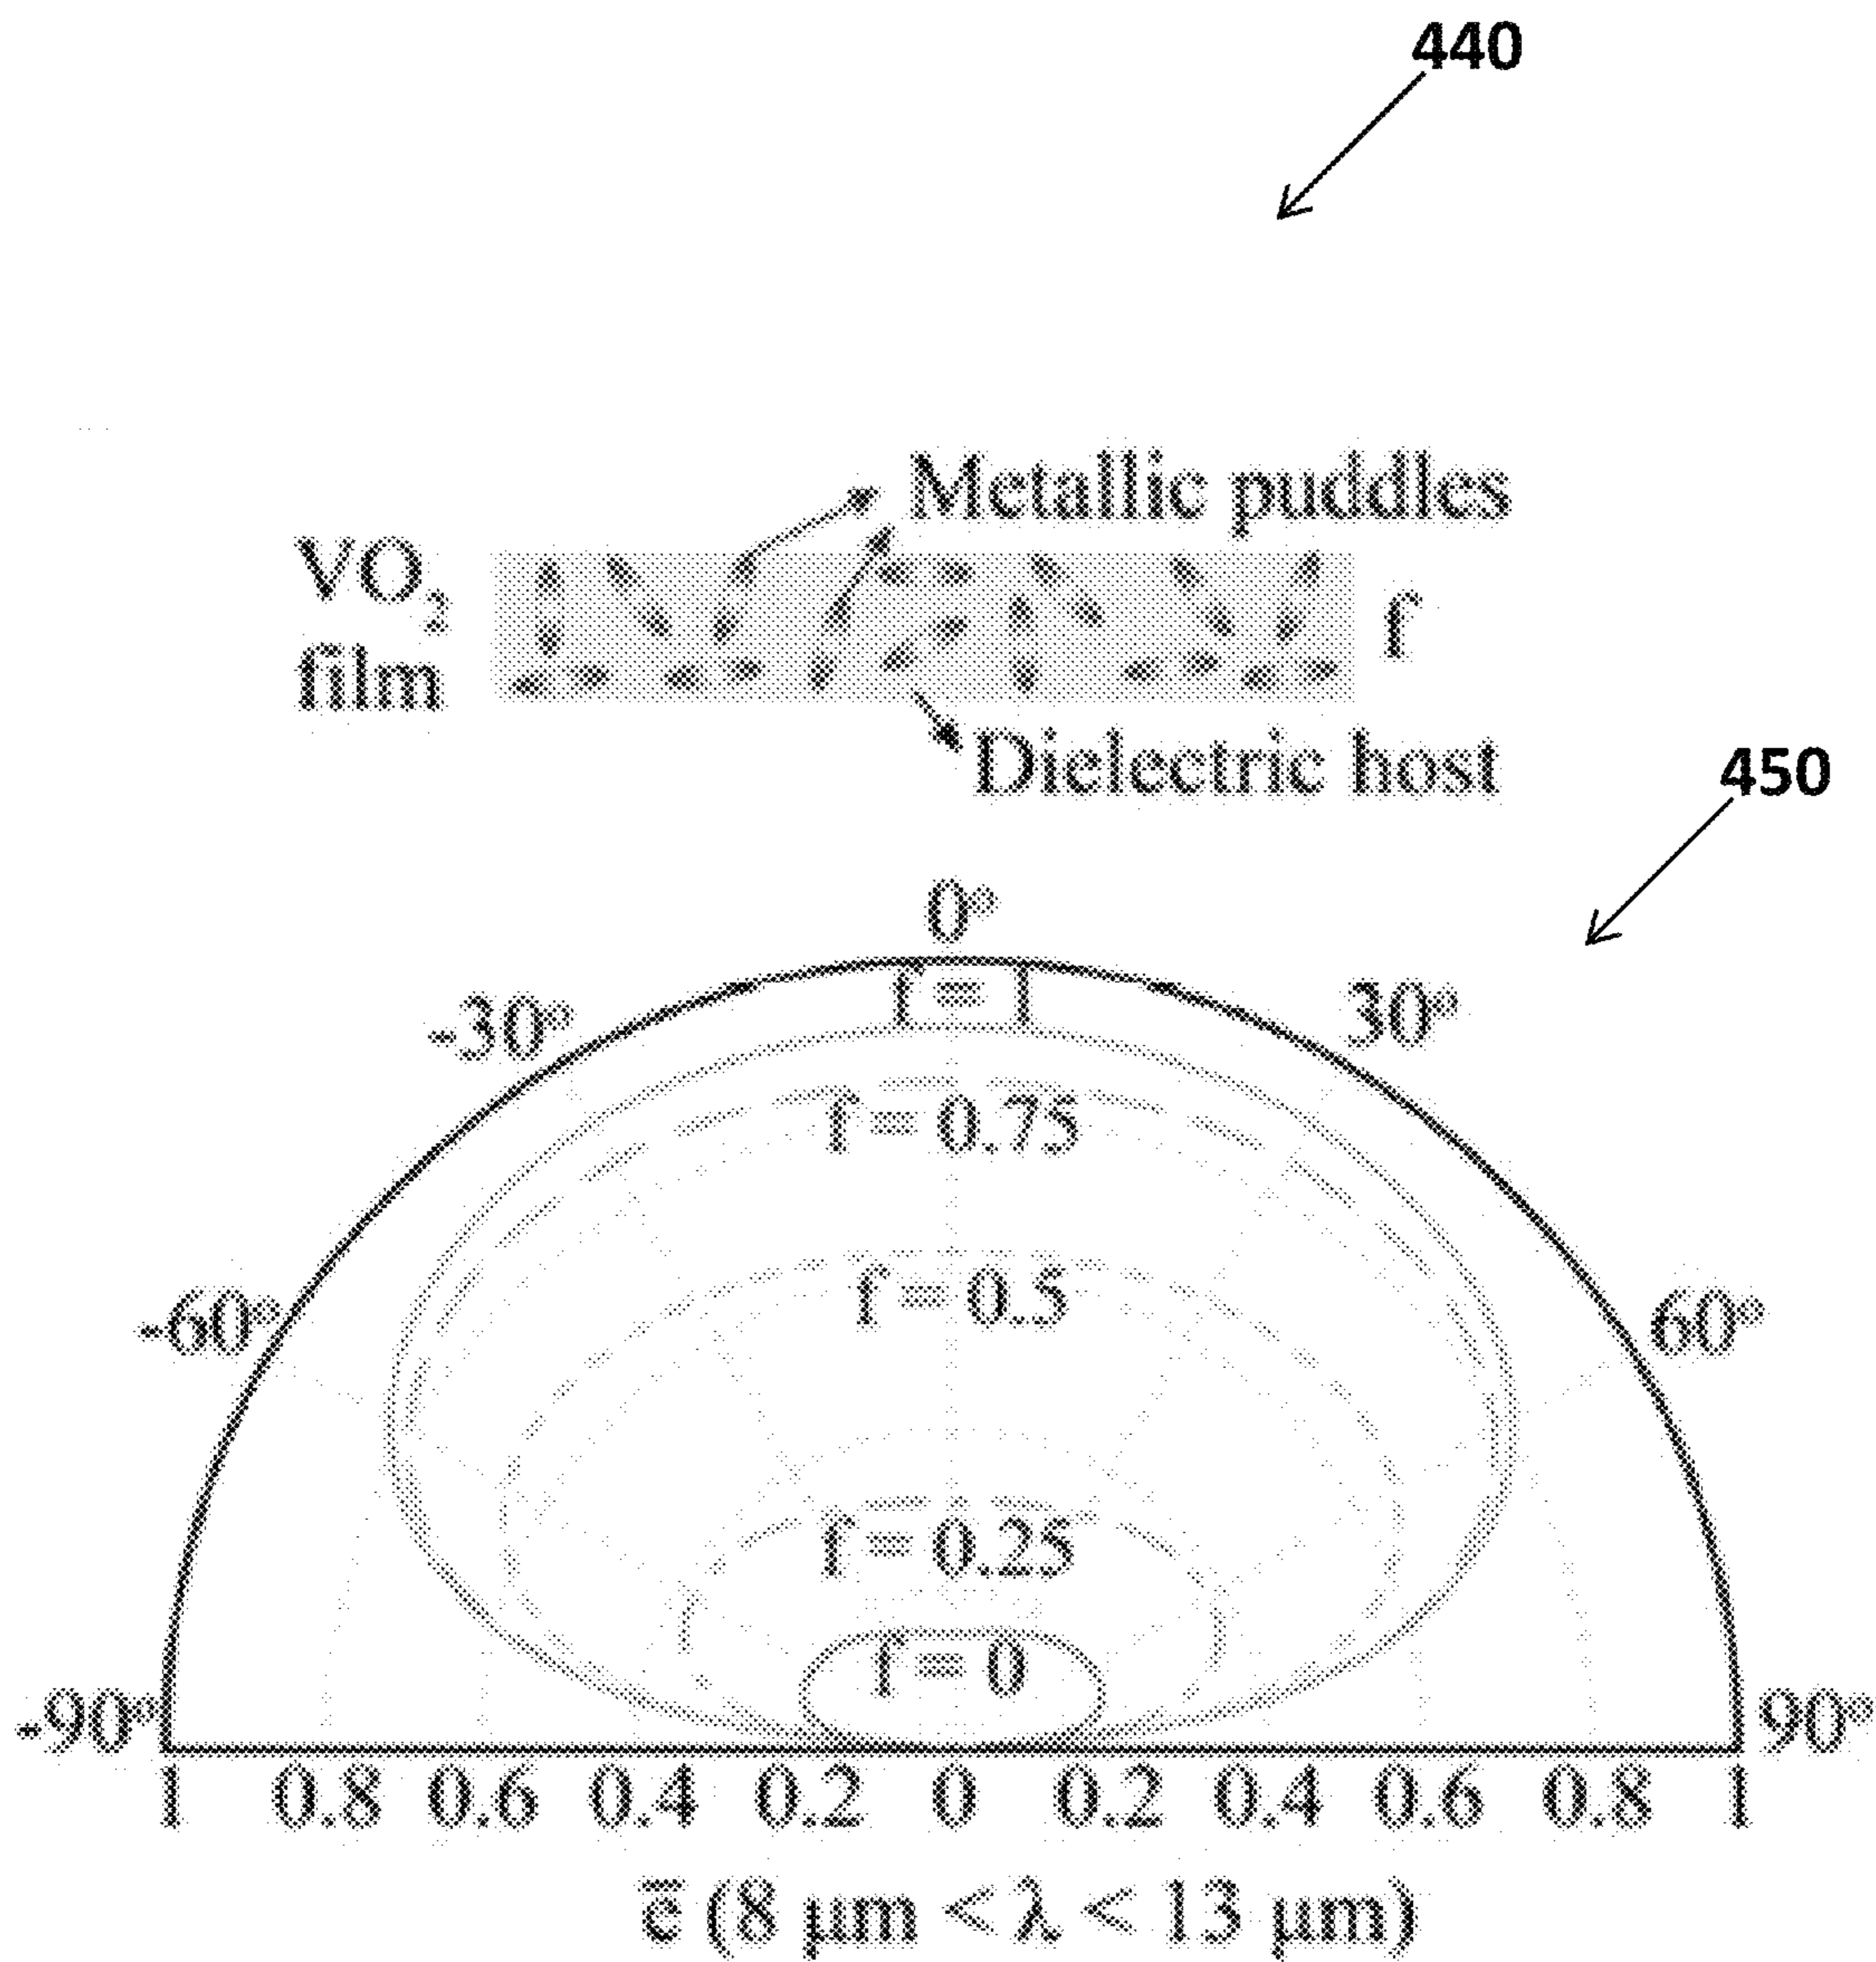 440
Metallic puddles
VO₂
film
f
Dielectric host
450
0°
-30°
f = 1
30°
f = 0.75
f = 0.5
-60°
60°
f = 0.25
f = 0
-90°
90°
1 0.8 0.6 0.4 0.2 0 0.2 0.4 0.6 0.8 1
ε̄ (8 μm < λ < 13 μm)